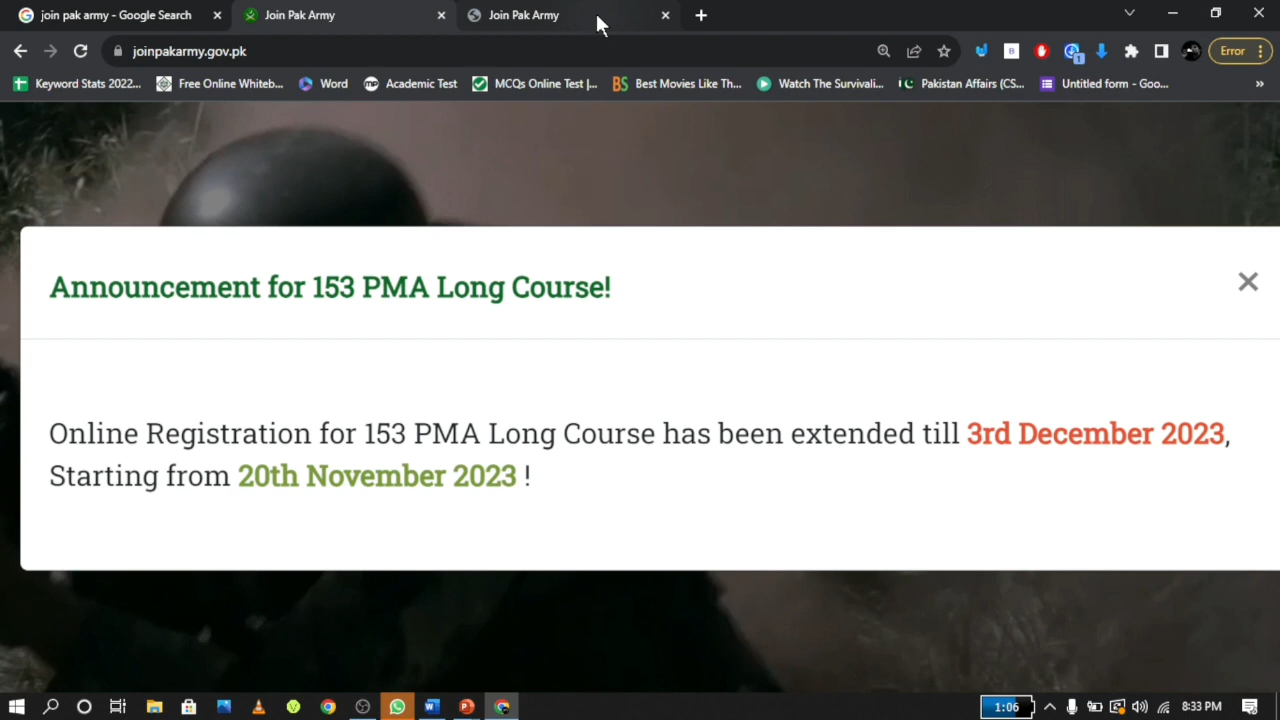 join pak army - Google Search
Join Pak Army
Join Pak Army
joinpakarmy.gov.pk
Error
Keyword Stats 2022...
Free Online Whiteb...
Word
Academic Test
MCQs Online Test |...
Best Movies Like Th...
Watch The Survivali...
Pakistan Affairs (CS...
Untitled form - Goo...
Announcement for 153 PMA Long Course!
Online Registration for 153 PMA Long Course has been extended till 3rd December 2023,
Starting from 20th November 2023 !
1:06
8:33 PM